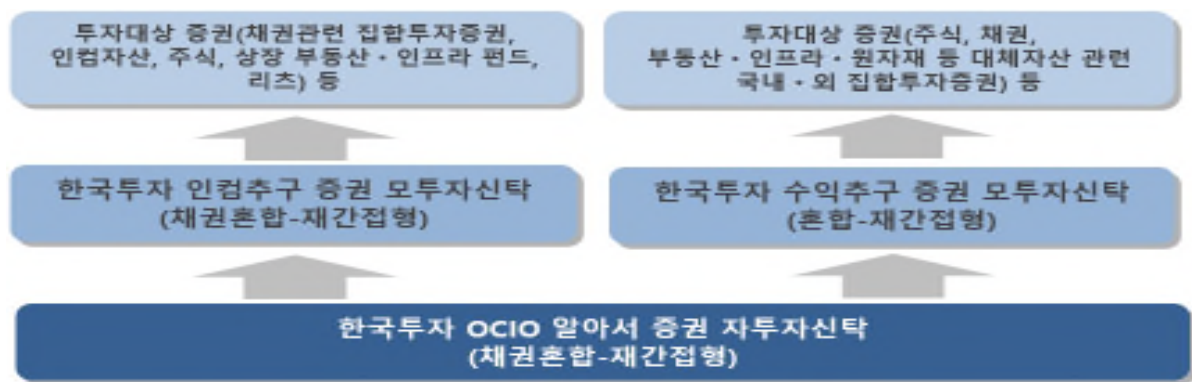 투자대상 증권(채권관련 집합투자증권,
인컴자산, 주식, 상장 부동산・인프라 펀드,
리츠) 등
투자대상 증권(주식, 채권,
부동산・인프라・원자재 등 대체자산 관련
국내・외 집합투자증권) 등
한국투자 인컴추구 증권 모투자신탁
(채권혼합-재간접형)
한국투자 수익추구 증권 모투자신탁
(혼합-재간접형)
한국투자 OCIO 알아서 증권 자투자신탁
(채권혼합-재간접형)